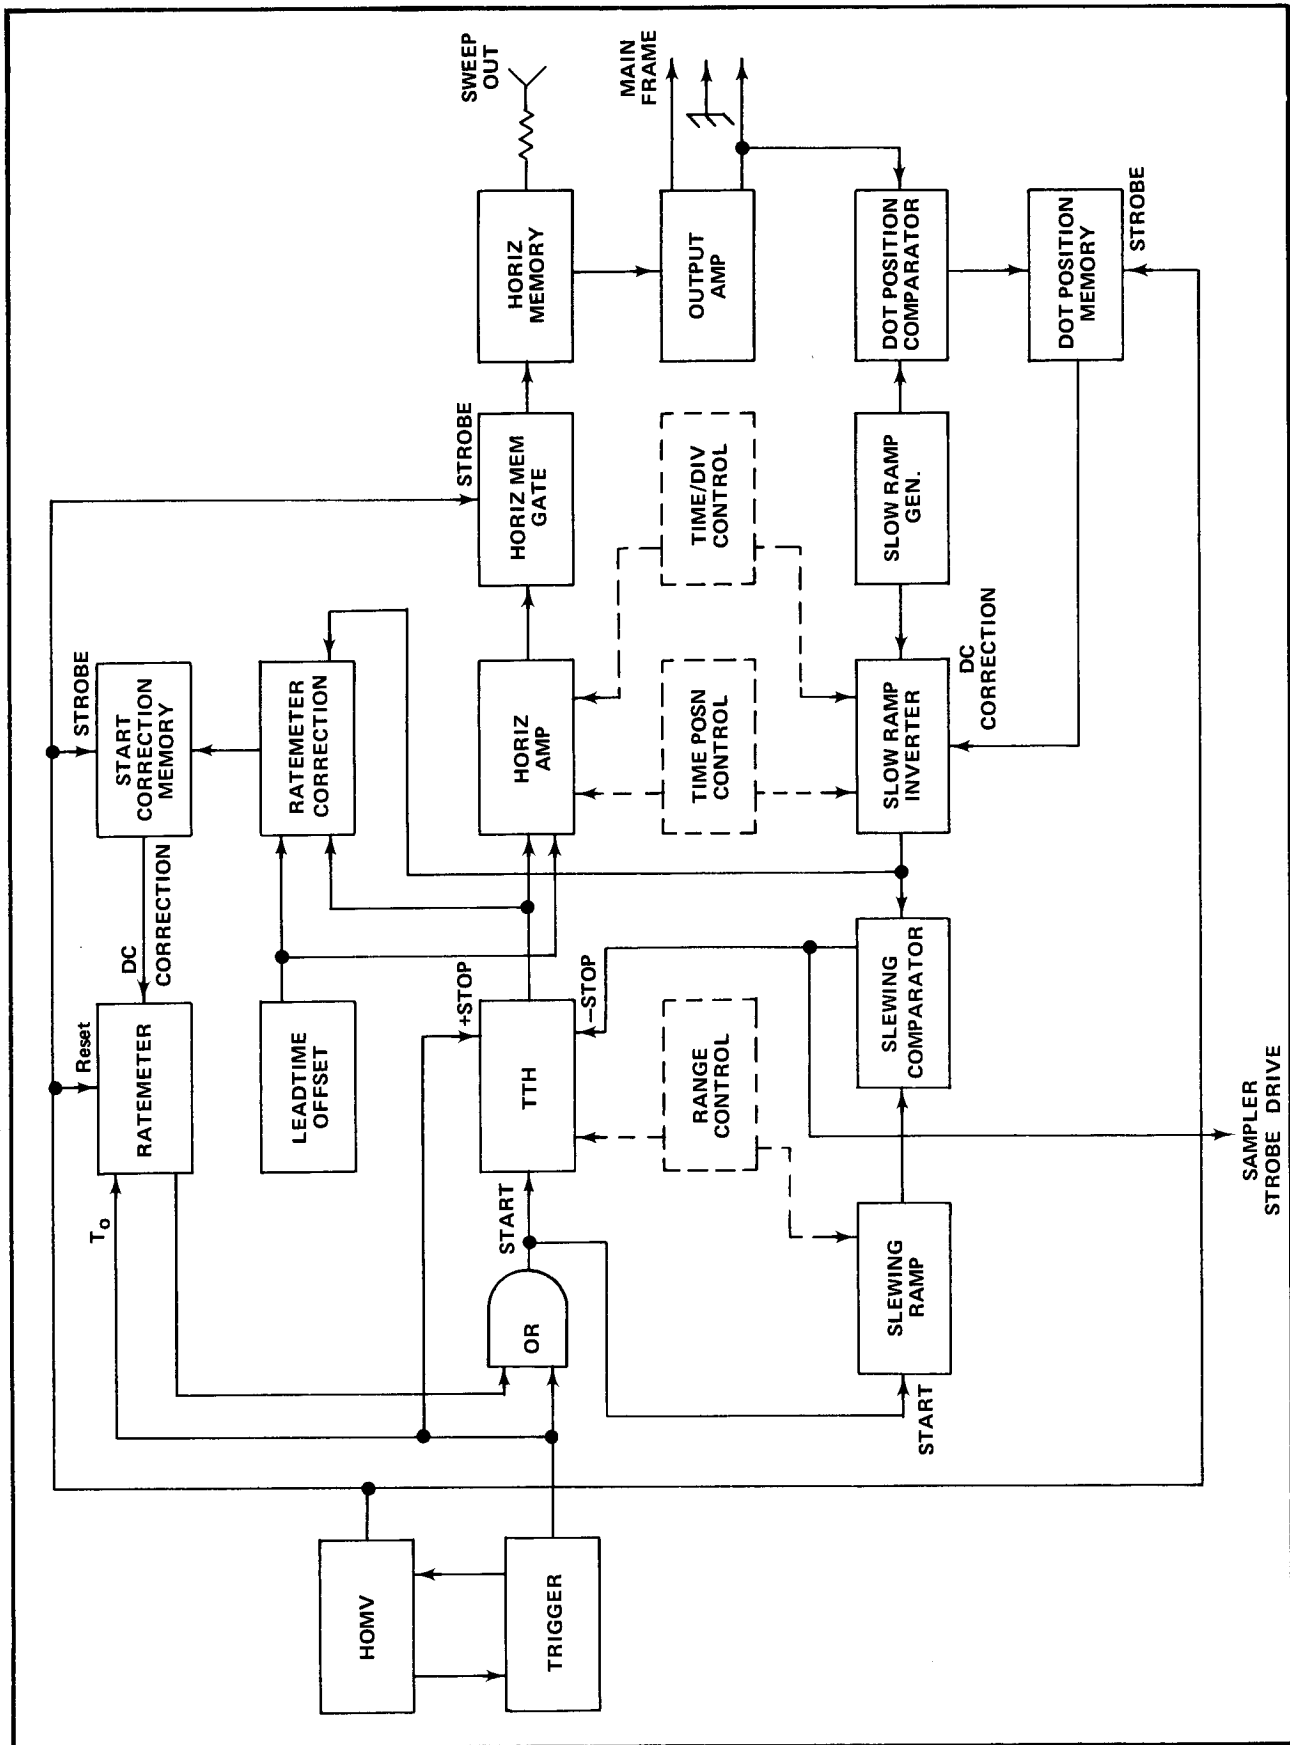 HOMV
TRIGGER
T₀
RATEMETER
Reset
DC
CORRECTION
START
CORRECTION
MEMORY
STROBE
LEADTIME
OFFSET
RATEMETER
CORRECTION
OR
START
TTH
+STOP
−STOP
HORIZ
AMP
HORIZ MEM
GATE
STROBE
HORIZ
MEMORY
SWEEP
OUT
RANGE
CONTROL
TIME POSN
CONTROL
TIME/DIV
CONTROL
OUTPUT
AMP
MAIN
FRAME
START
SLEWING
RAMP
SLEWING
COMPARATOR
SLOW RAMP
INVERTER
SLOW RAMP
GEN.
DOT POSITION
COMPARATOR
DC
CORRECTION
DOT POSITION
MEMORY
STROBE
SAMPLER
STROBE DRIVE